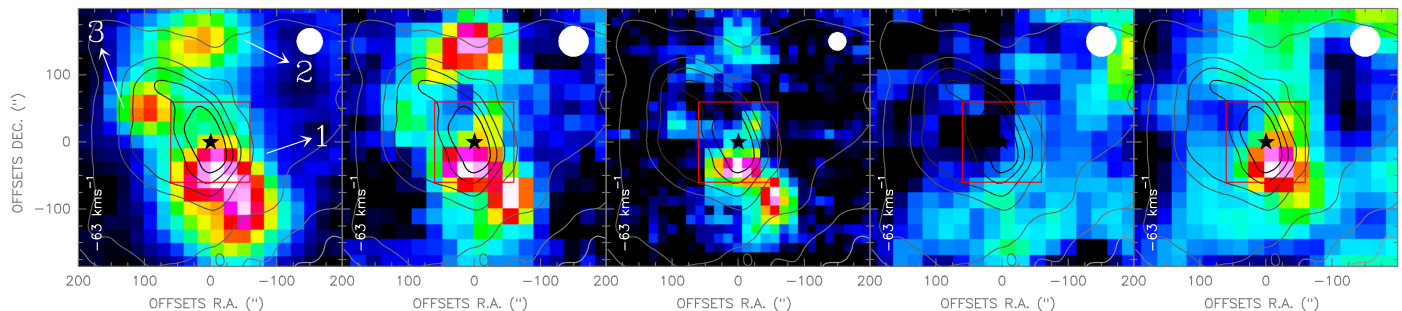 3
2
1
OFFSETS DEC. (")
100
0
−100
−63 kms⁻¹
−63 kms⁻¹
−63 kms⁻¹
−63 kms⁻¹
−63 kms⁻¹
200 100 0 −100 200 100 0 −100 200 100 0 −100 200 100 0 −100 200 100 0 −100
OFFSETS R.A. (") OFFSETS R.A. (") OFFSETS R.A. (") OFFSETS R.A. (") OFFSETS R.A. (")